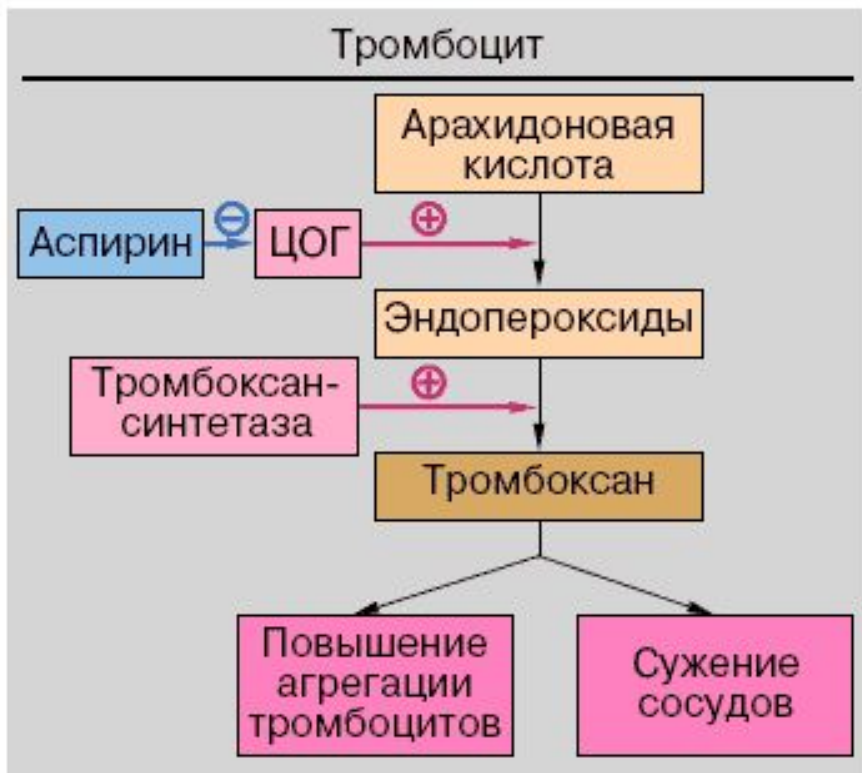 Тромбоцит
Арахидоновая
кислота
Аспирин
ЦОГ
Эндопероксиды
Тромбоксан-
синтетаза
Тромбоксан
Повышение
агрегации
тромбоцитов
Сужение
сосудов